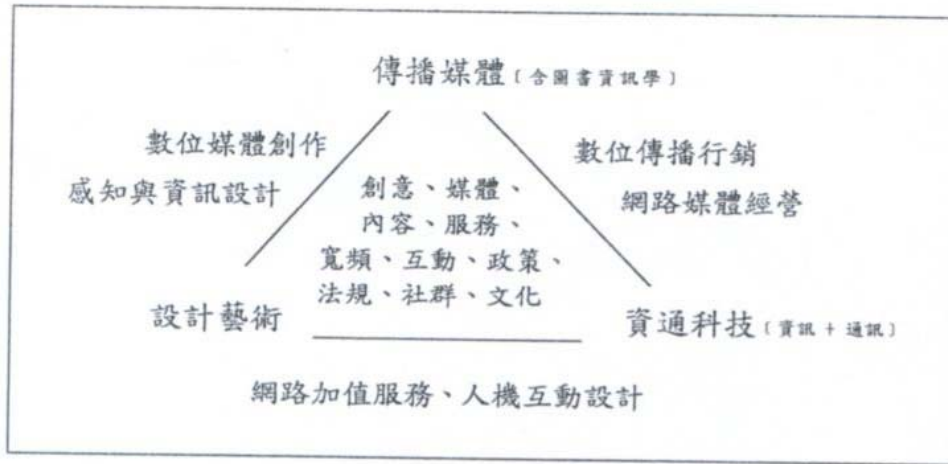 傳播媒體﹝含圖書資訊學﹞
數位媒體創作
感知與資訊設計
數位傳播行銷
網路媒體經營
創意、媒體、
內容、服務、
寬頻、互動、政策、
法規、社群、文化
設計藝術
資通科技﹝資訊 + 通訊﹞
網路加值服務、人機互動設計